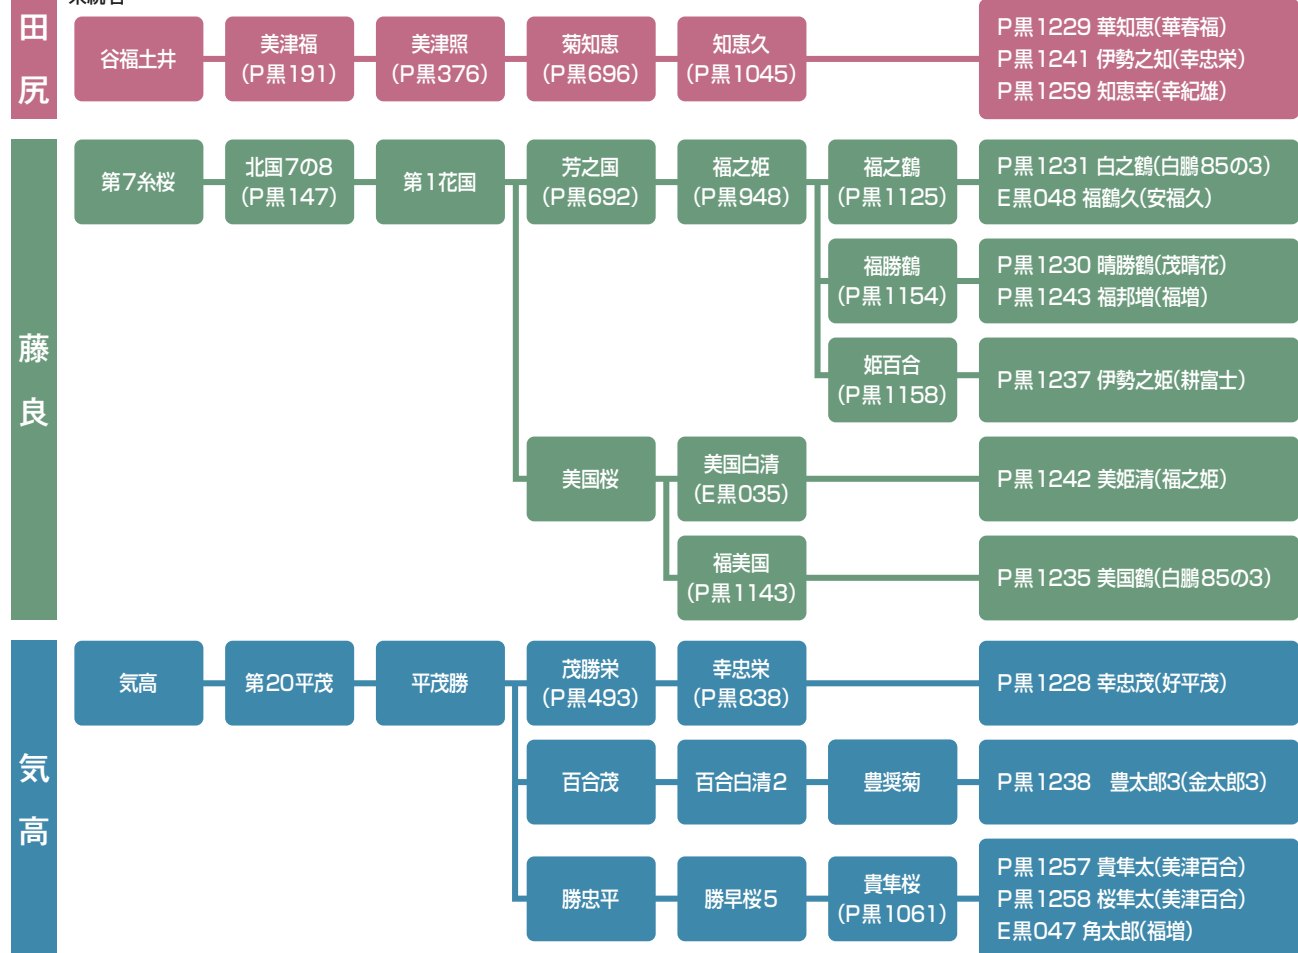 田尻
谷福土井
美津福
(P黒191)
美津照
(P黒376)
菊知恵
(P黒696)
知恵久
(P黒1045)
P黒1229 華知恵(華春福)
P黒1241 伊勢之知(幸忠栄)
P黒1259 知恵幸(幸紀雄)
藤良
第7糸桜
北国7の8
(P黒147)
第1花国
芳之国
(P黒692)
福之姫
(P黒948)
福之鶴
(P黒1125)
P黒1231 白之鶴(白鵬85の3)
E黒048 福鶴久(安福久)
福勝鶴
(P黒1154)
P黒1230 晴勝鶴(茂晴花)
P黒1243 福邦増(福増)
姫百合
(P黒1158)
P黒1237 伊勢之姫(耕富士)
美国桜
美国白清
(E黒035)
P黒1242 美姫清(福之姫)
福美国
(P黒1143)
P黒1235 美国鶴(白鵬85の3)
気高
気高
第20平茂
平茂勝
茂勝栄
(P黒493)
幸忠栄
(P黒838)
P黒1228 幸忠茂(好平茂)
百合茂
百合白清2
豊奨菊
P黒1238 豊太郎3(金太郎3)
勝忠平
勝早桜5
貴隼桜
(P黒1061)
P黒1257 貴隼太(美津百合)
P黒1258 桜隼太(美津百合)
E黒047 角太郎(福増)